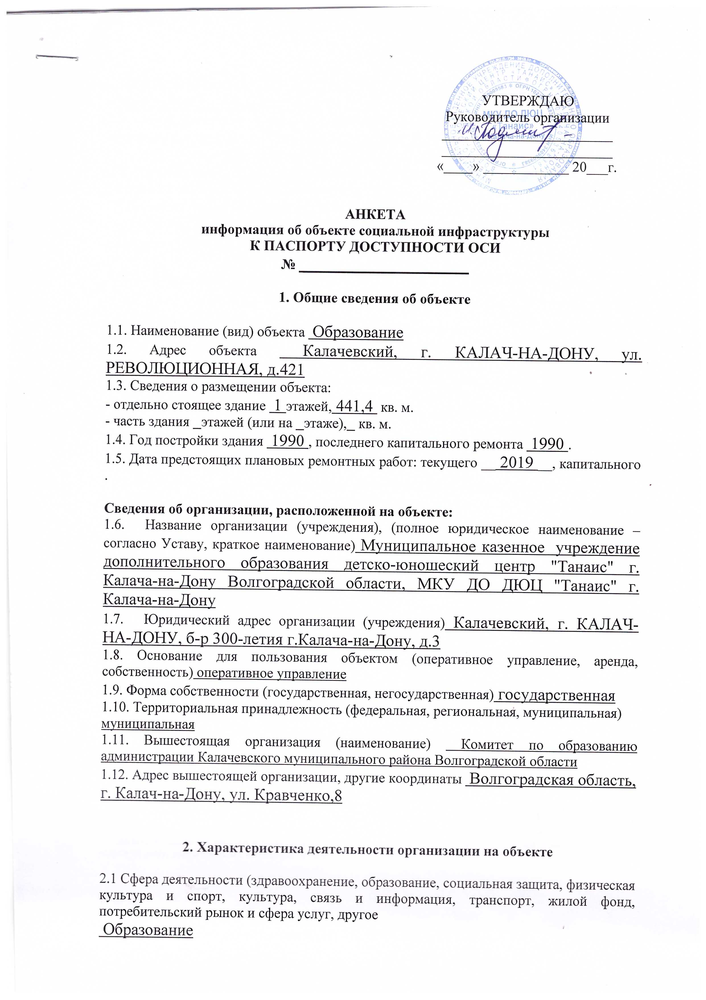 УТВЕРЖДАЮ
Руководитель организации
МКУ ДО ДЮЦ
«Танаис»
г. Калача-на-Дону
«____» ____________ 20___г.
АНКЕТА
информация об объекте социальной инфраструктуры
К ПАСПОРТУ ДОСТУПНОСТИ ОСИ
№ ________________________
1. Общие сведения об объекте
1.1. Наименование (вид) объекта Образование
1.2. Адрес объекта Калачевский, г. КАЛАЧ-НА-ДОНУ, ул.
РЕВОЛЮЦИОННАЯ, д.421
1.3. Сведения о размещении объекта:
- отдельно стоящее здание 1 этажей, 441,4 кв. м.
- часть здания _этажей (или на _этаже),_ кв. м.
1.4. Год постройки здания 1990 , последнего капитального ремонта 1990 .
1.5. Дата предстоящих плановых ремонтных работ: текущего __2019__, капитального
.
Сведения об организации, расположенной на объекте:
1.6. Название организации (учреждения), (полное юридическое наименование –
согласно Уставу, краткое наименование) Муниципальное казенное учреждение
дополнительного образования детско-юношеский центр "Танаис" г.
Калача-на-Дону Волгоградской области, МКУ ДО ДЮЦ "Танаис" г.
Калача-на-Дону
1.7. Юридический адрес организации (учреждения) Калачевский, г. КАЛАЧ-
НА-ДОНУ, б-р 300-летия г.Калача-на-Дону, д.3
1.8. Основание для пользования объектом (оперативное управление, аренда,
собственность) оперативное управление
1.9. Форма собственности (государственная, негосударственная) государственная
1.10. Территориальная принадлежность (федеральная, региональная, муниципальная)
муниципальная
1.11. Вышестоящая организация (наименование) Комитет по образованию
администрации Калачевского муниципального района Волгоградской области
1.12. Адрес вышестоящей организации, другие координаты Волгоградская область,
г. Калач-на-Дону, ул. Кравченко,8
2. Характеристика деятельности организации на объекте
2.1 Сфера деятельности (здравоохранение, образование, социальная защита, физическая
культура и спорт, культура, связь и информация, транспорт, жилой фонд,
потребительский рынок и сфера услуг, другое
Образование